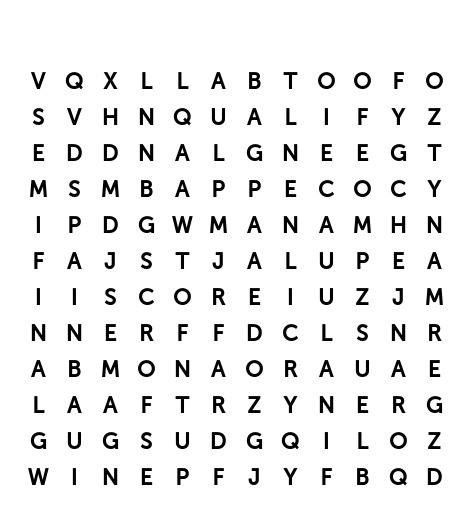 V Q X L L A B T O O F O
S V H N Q U A L I F Y Z
E D D N A L G N E E G T
M S M B A P P E C O C Y
I P D G W M A N A M H N
F A J S T J A L U P E A
I I S C O R E I U Z J M
N N E R F F D C L S N R
A B M O N A O R A U A E
L A A F T R Z Y N E R G
G U G S U D G Q I L O Z
W I N E P F J Y F B Q D